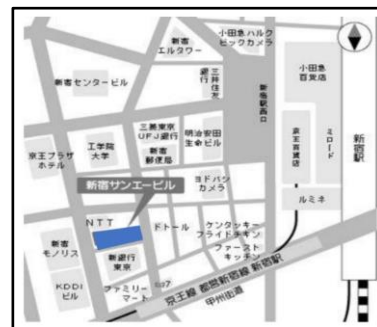 小田急ハルク
ビックカメラ
新宿
エルタワー
小田急
百貨店
三井住友
銀行
新宿センタービル
新宿駅西口
三菱東京
UFJ銀行
明治安田
生命ビル
工学院
大学
新宿
郵便局
京王百貨店
ミロード
新宿駅
京王プラザ
ホテル
ヨドバシ
カメラ
新宿サンエービル
ルミネ
NTT
ドトール
ケンタッキー
フライドチキン
新宿
モノリス
新銀行
東京
ファースト
キッチン
KDDI
ビル
ファミリー
マート
京王線 都営新宿線 新宿駅
甲州街道